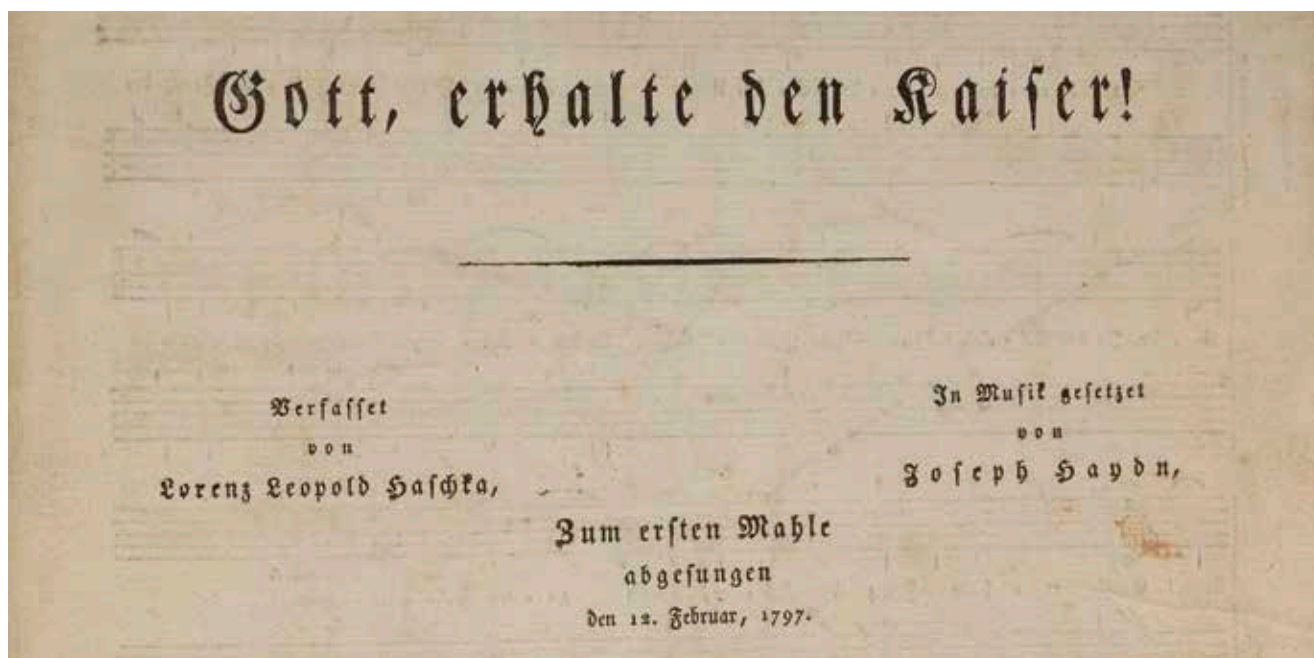 Gott, erhalte den Kaiſer!
Verfaſſet
von
Lorenz Leopold Haſchka,
In Muſik geſetzet
von
Joſeph Haydn,
Zum erſten Mahle
abgeſungen
den 12. Februar, 1797.